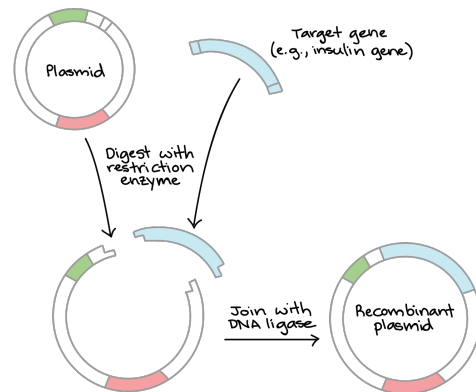 Plasmid
Target gene
(e.g., insulin gene)
Digest with
restriction
enzyme
Join with
DNA ligase
Recombinant
plasmid